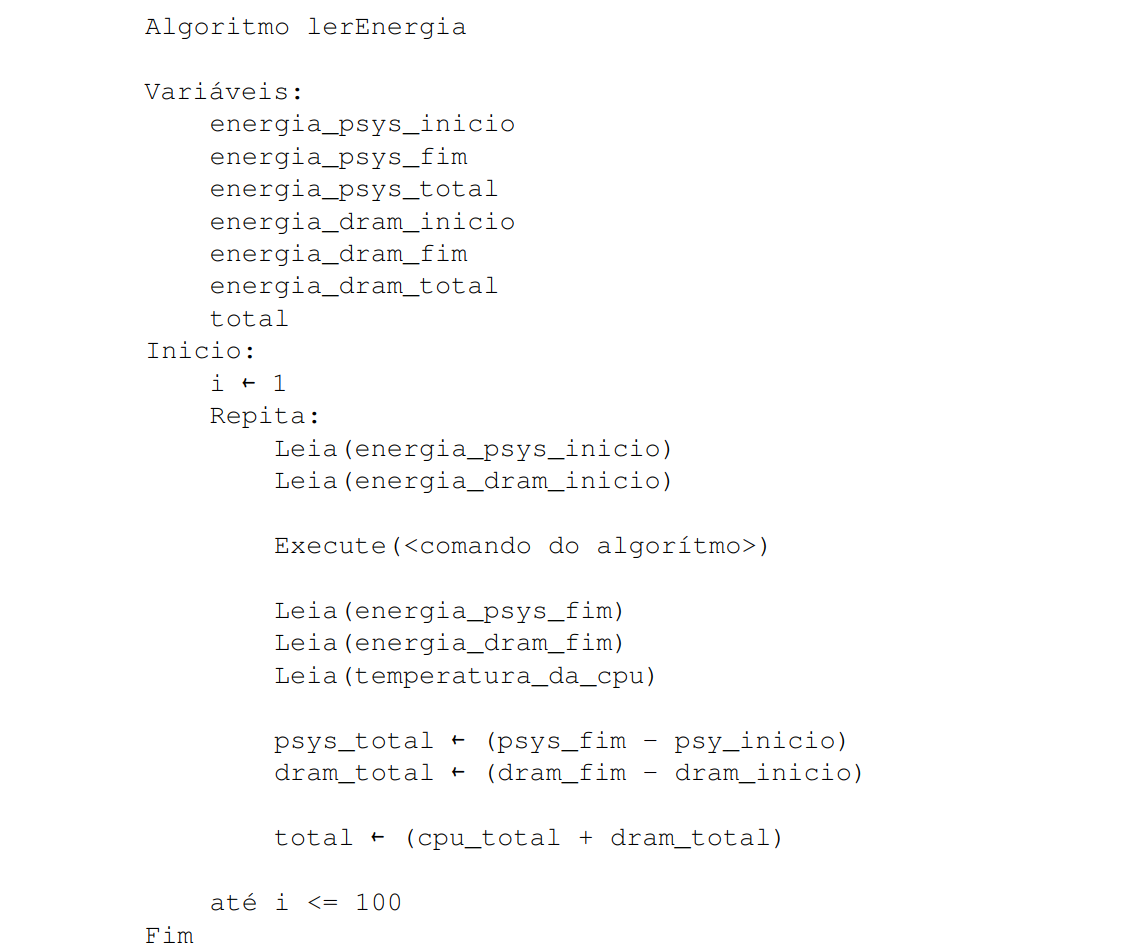 Algoritmo lerEnergia
Variáveis:
energia_psys_inicio
energia_psys_fim
energia_psys_total
energia_dram_inicio
energia_dram_fim
energia_dram_total
total
Inicio:
i ← 1
Repita:
Leia(energia_psys_inicio)
Leia(energia_dram_inicio)
Execute(<comando do algorítmo>)
Leia(energia_psys_fim)
Leia(energia_dram_fim)
Leia(temperatura_da_cpu)
psys_total ← (psys_fim – psy_inicio)
dram_total ← (dram_fim – dram_inicio)
total ← (cpu_total + dram_total)
até i <= 100
Fim